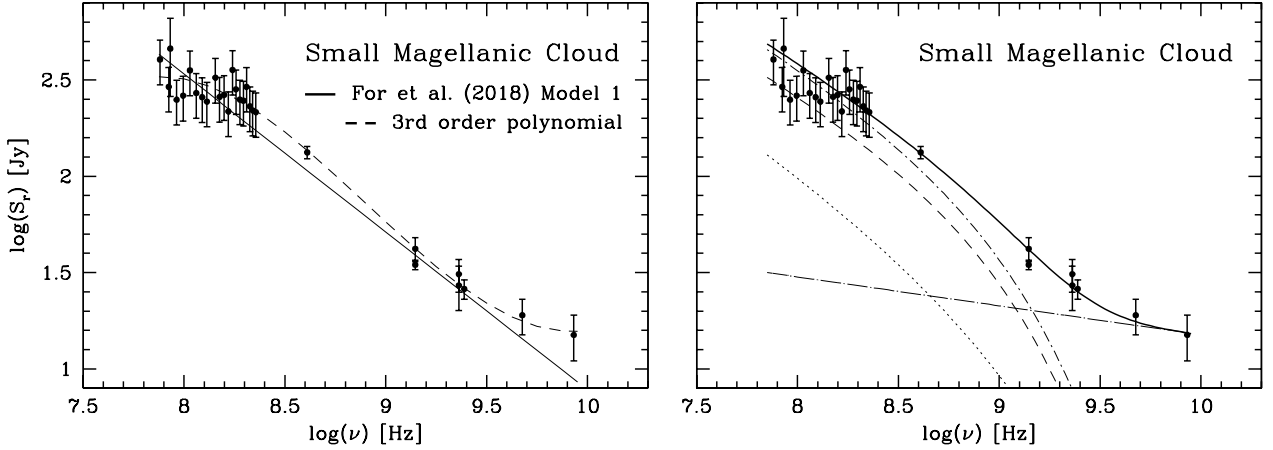 Small Magellanic Cloud
For et al. (2018) Model 1
3rd order polynomial
log(Sᵣ) [Jy]
2.5
2
1.5
1
7.5 8 8.5 9 9.5 10
log(ν) [Hz]
Small Magellanic Cloud
7.5 8 8.5 9 9.5 10
log(ν) [Hz]